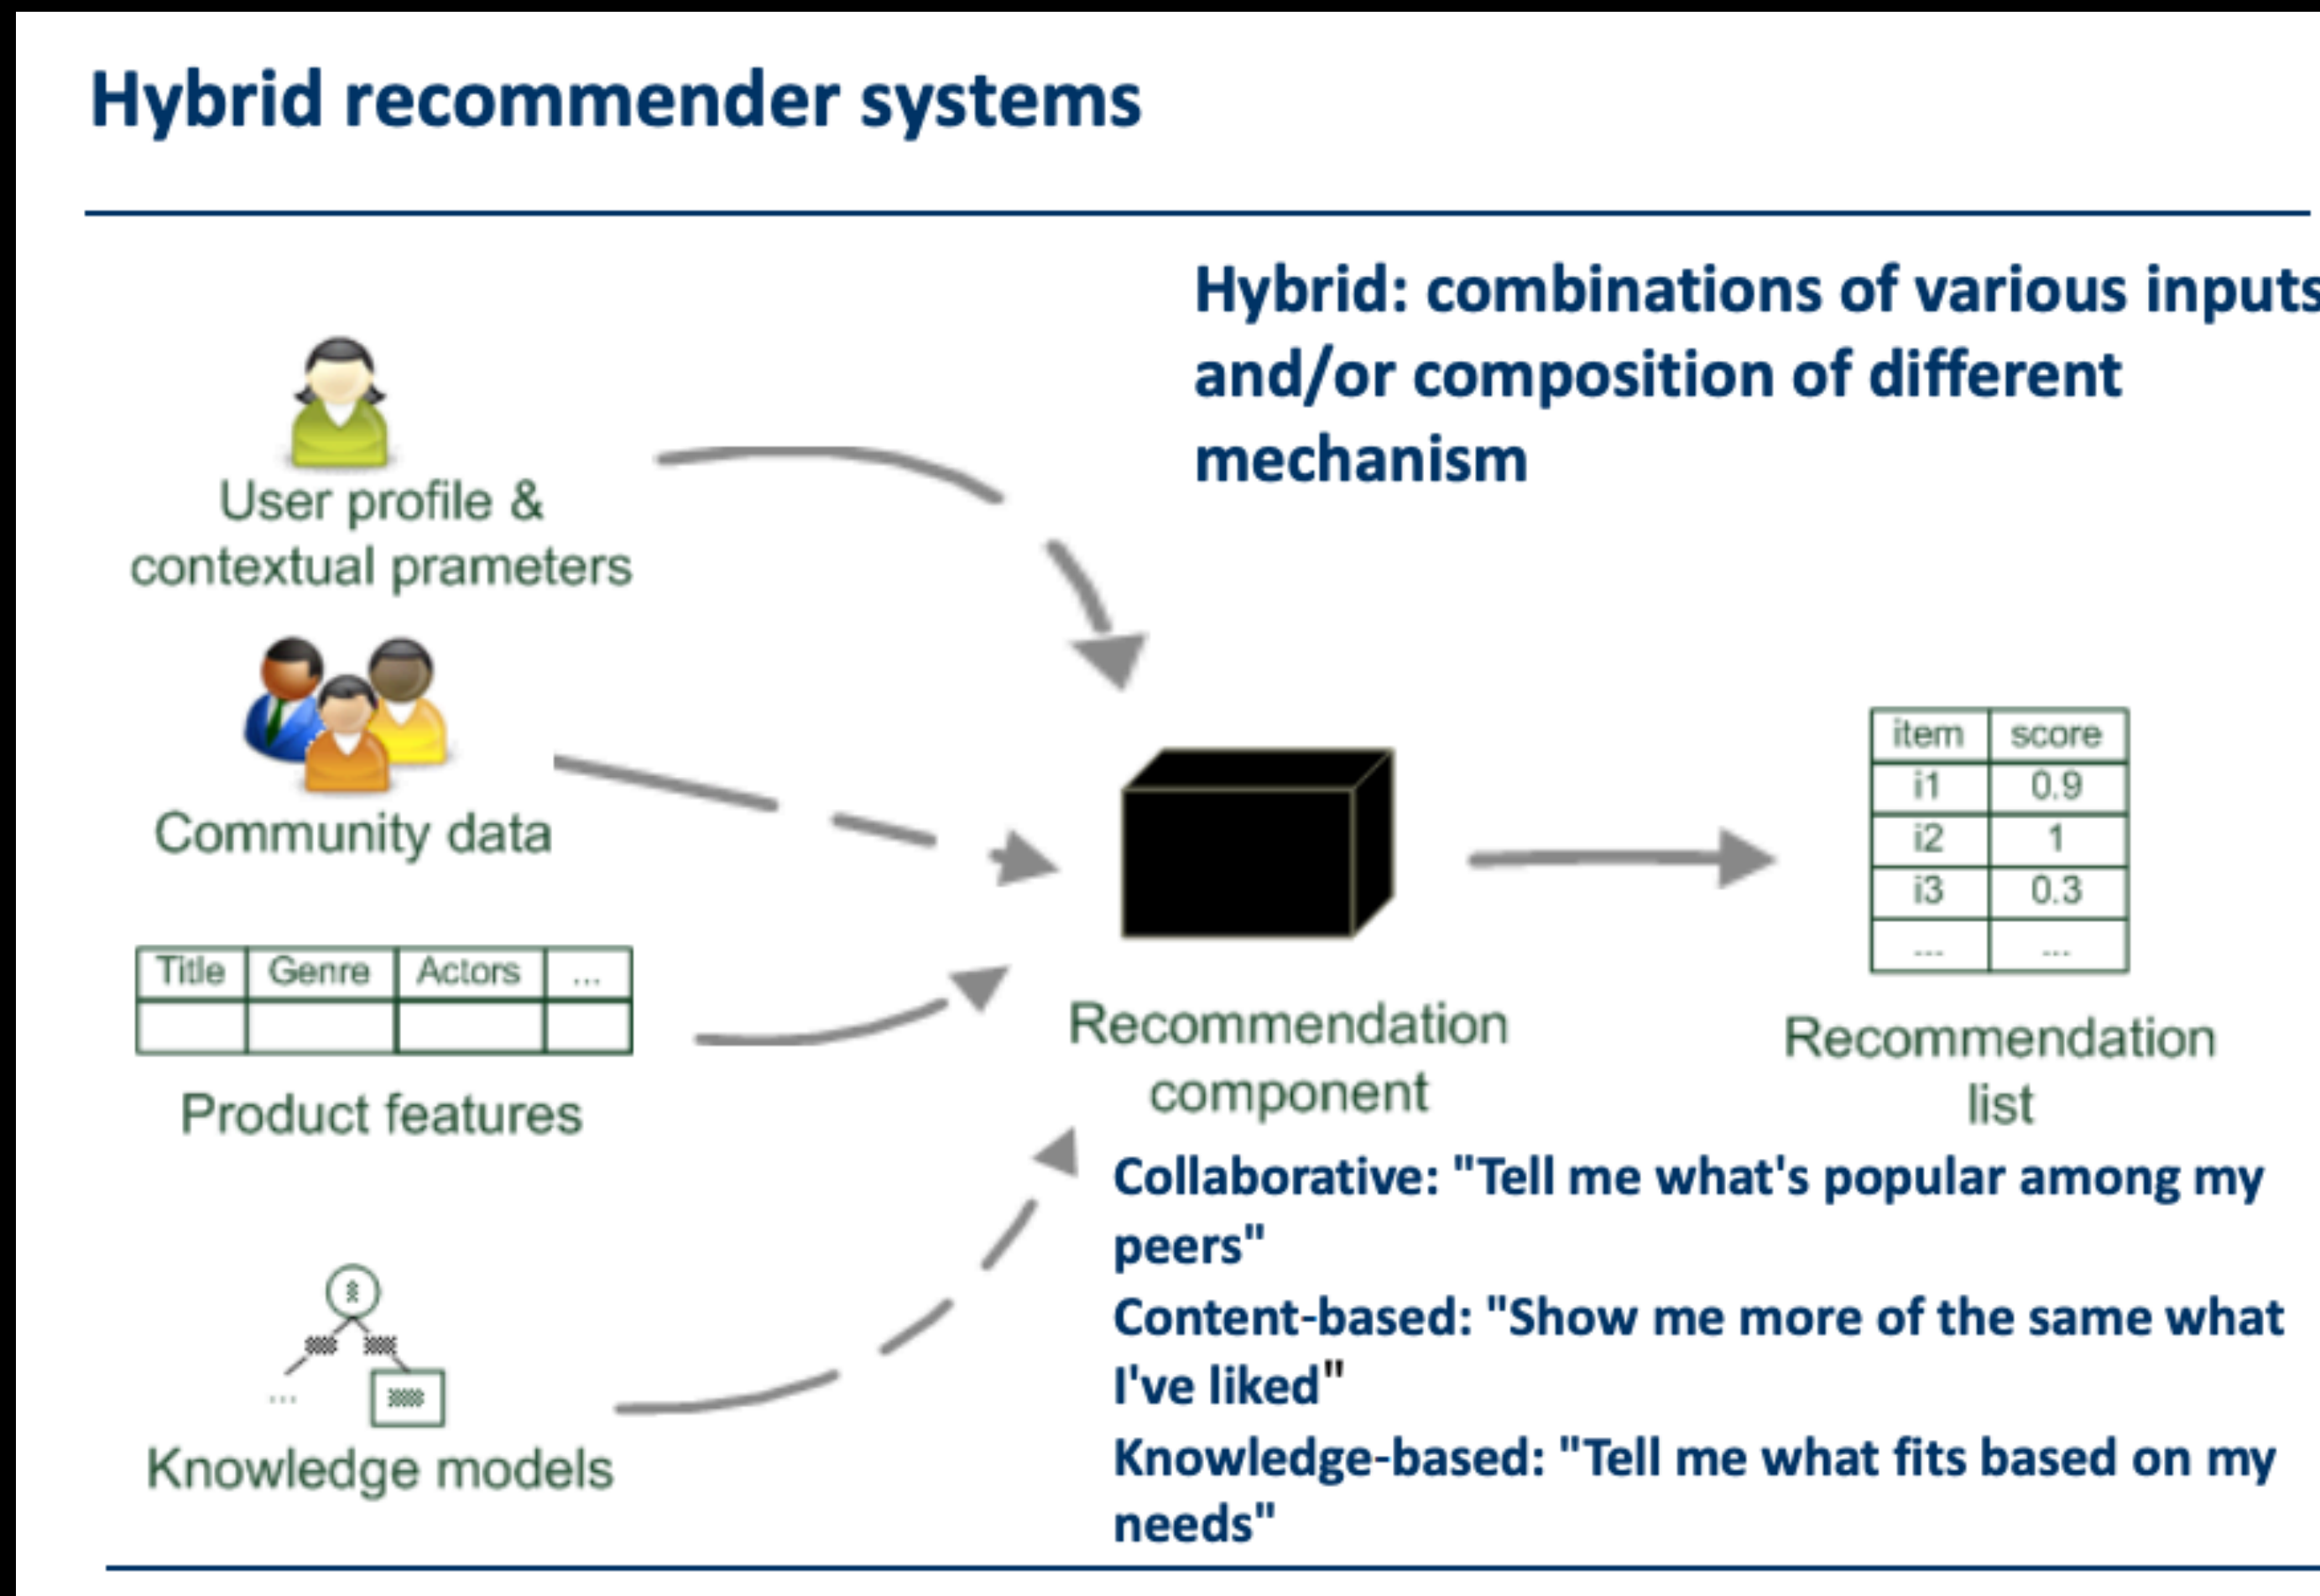 Hybrid recommender systems
Hybrid: combinations of various inputs
and/or composition of different
mechanism
User profile &
contextual prameters
Community data
Title Genre Actors ...
Product features
Knowledge models
...
Recommendation
component
item score
i1 0.9
i2 1
i3 0.3
... ...
Recommendation
list
Collaborative: "Tell me what's popular among my
peers"
Content-based: "Show me more of the same what
I've liked"
Knowledge-based: "Tell me what fits based on my
needs"